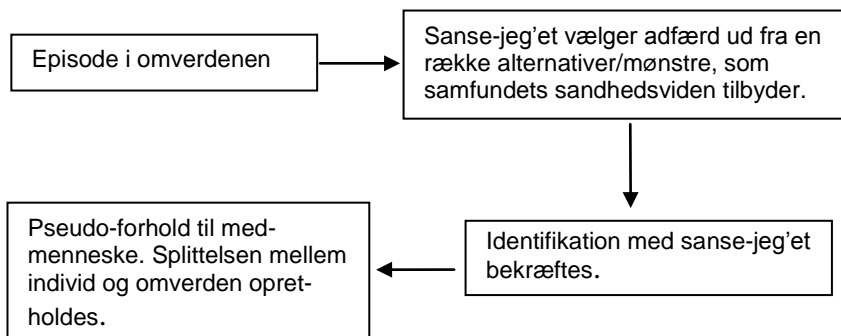 Episode i omverdenen
Sanse-jeg’et vælger adfærd ud fra en
række alternativer/mønstre, som
samfundets sandhedsviden tilbyder.
Identifikation med sanse-jeg’et
bekræftes.
Pseudo-forhold til med-
menneske. Splittelsen mellem
individ og omverden opret-
holdes.